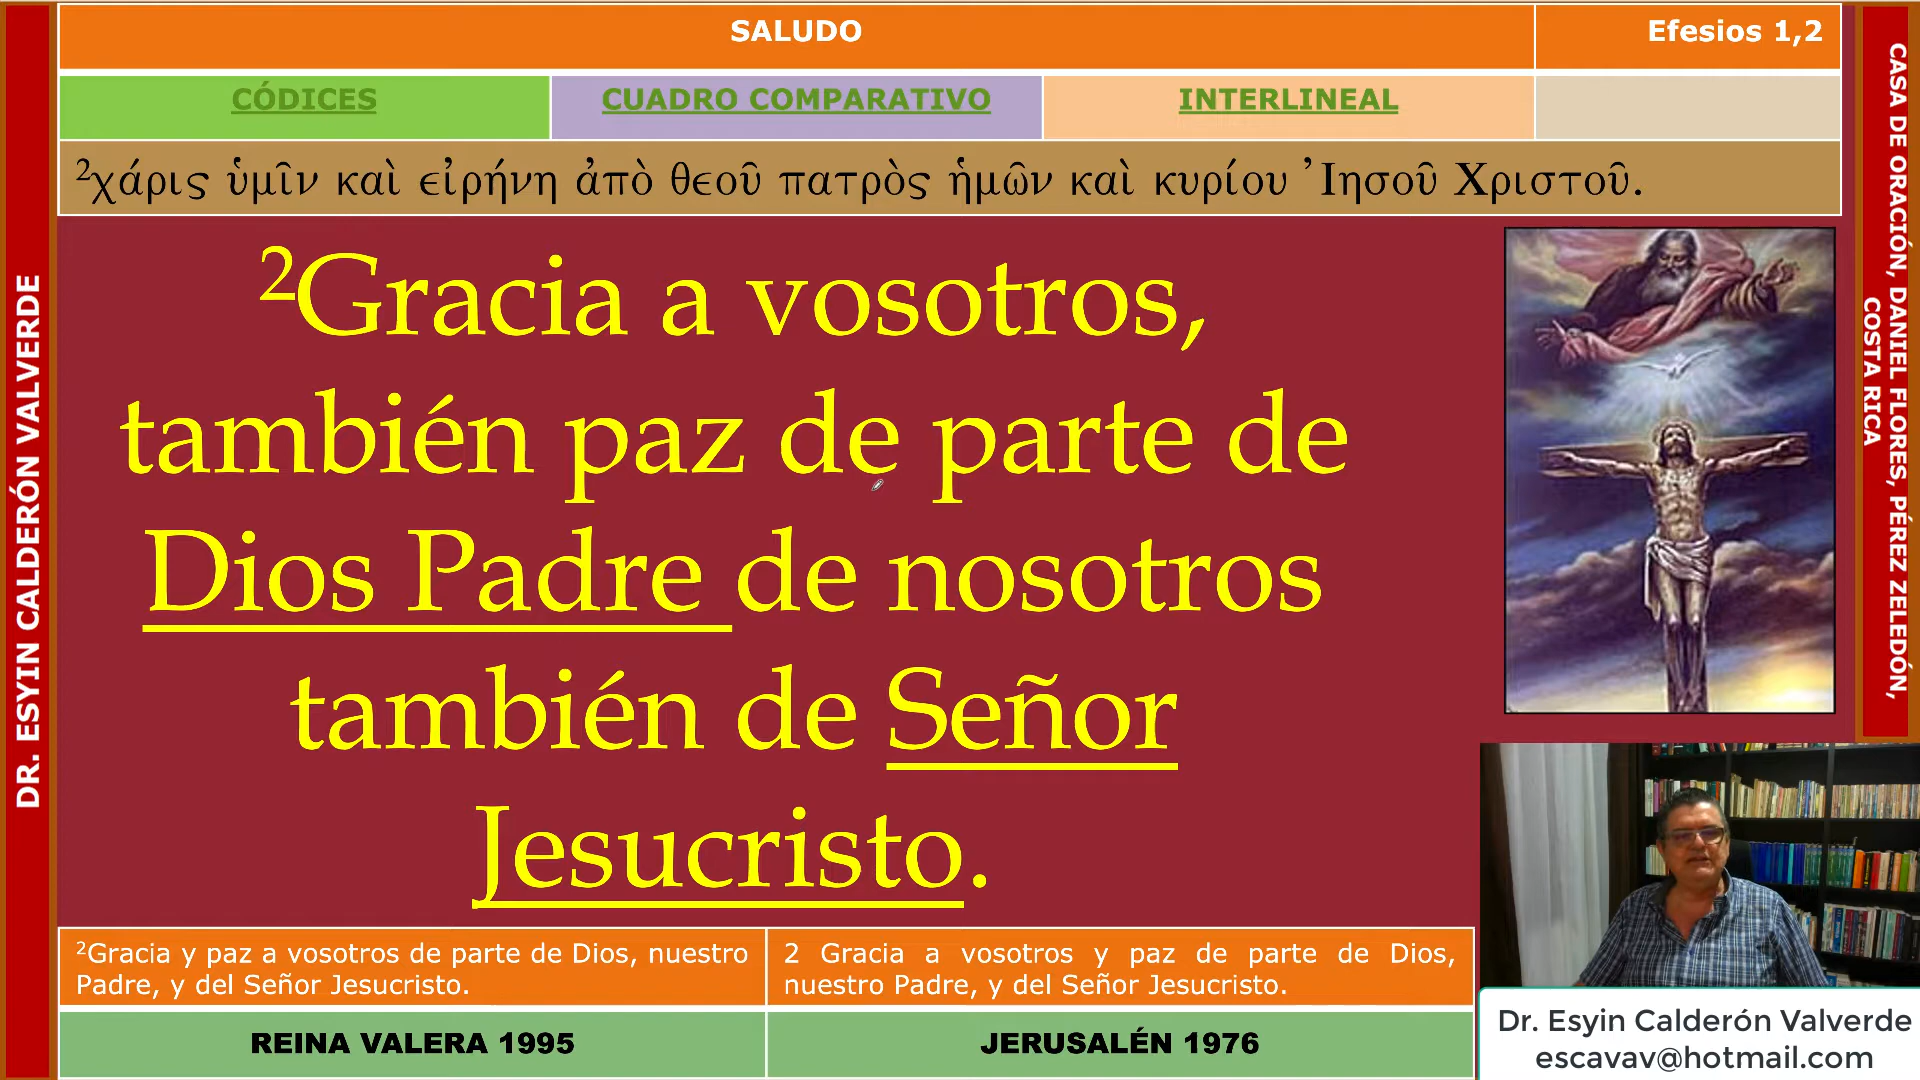 SALUDO
Efesios 1,2
CÓDICES
CUADRO COMPARATIVO
INTERLINEAL
²χάρις ὑμῖν καὶ εἰρήνη ἀπὸ θεοῦ πατρὸς ἡμῶν καὶ κυρίου Ἰησοῦ Χριστοῦ.
²Gracia a vosotros,
también paz de parte de
Dios Padre de nosotros
también de Señor
Jesucristo.
²Gracia y paz a vosotros de parte de Dios, nuestro
Padre, y del Señor Jesucristo.
2 Gracia a vosotros y paz de parte de Dios,
nuestro Padre, y del Señor Jesucristo.
REINA VALERA 1995
JERUSALÉN 1976
DR. ESYIN CALDERÓN VALVERDE
CASA DE ORACIÓN, DANIEL FLORES, PÉREZ ZELEDÓN,
COSTA RICA
Dr. Esyin Calderón Valverde
escavav@hotmail.com